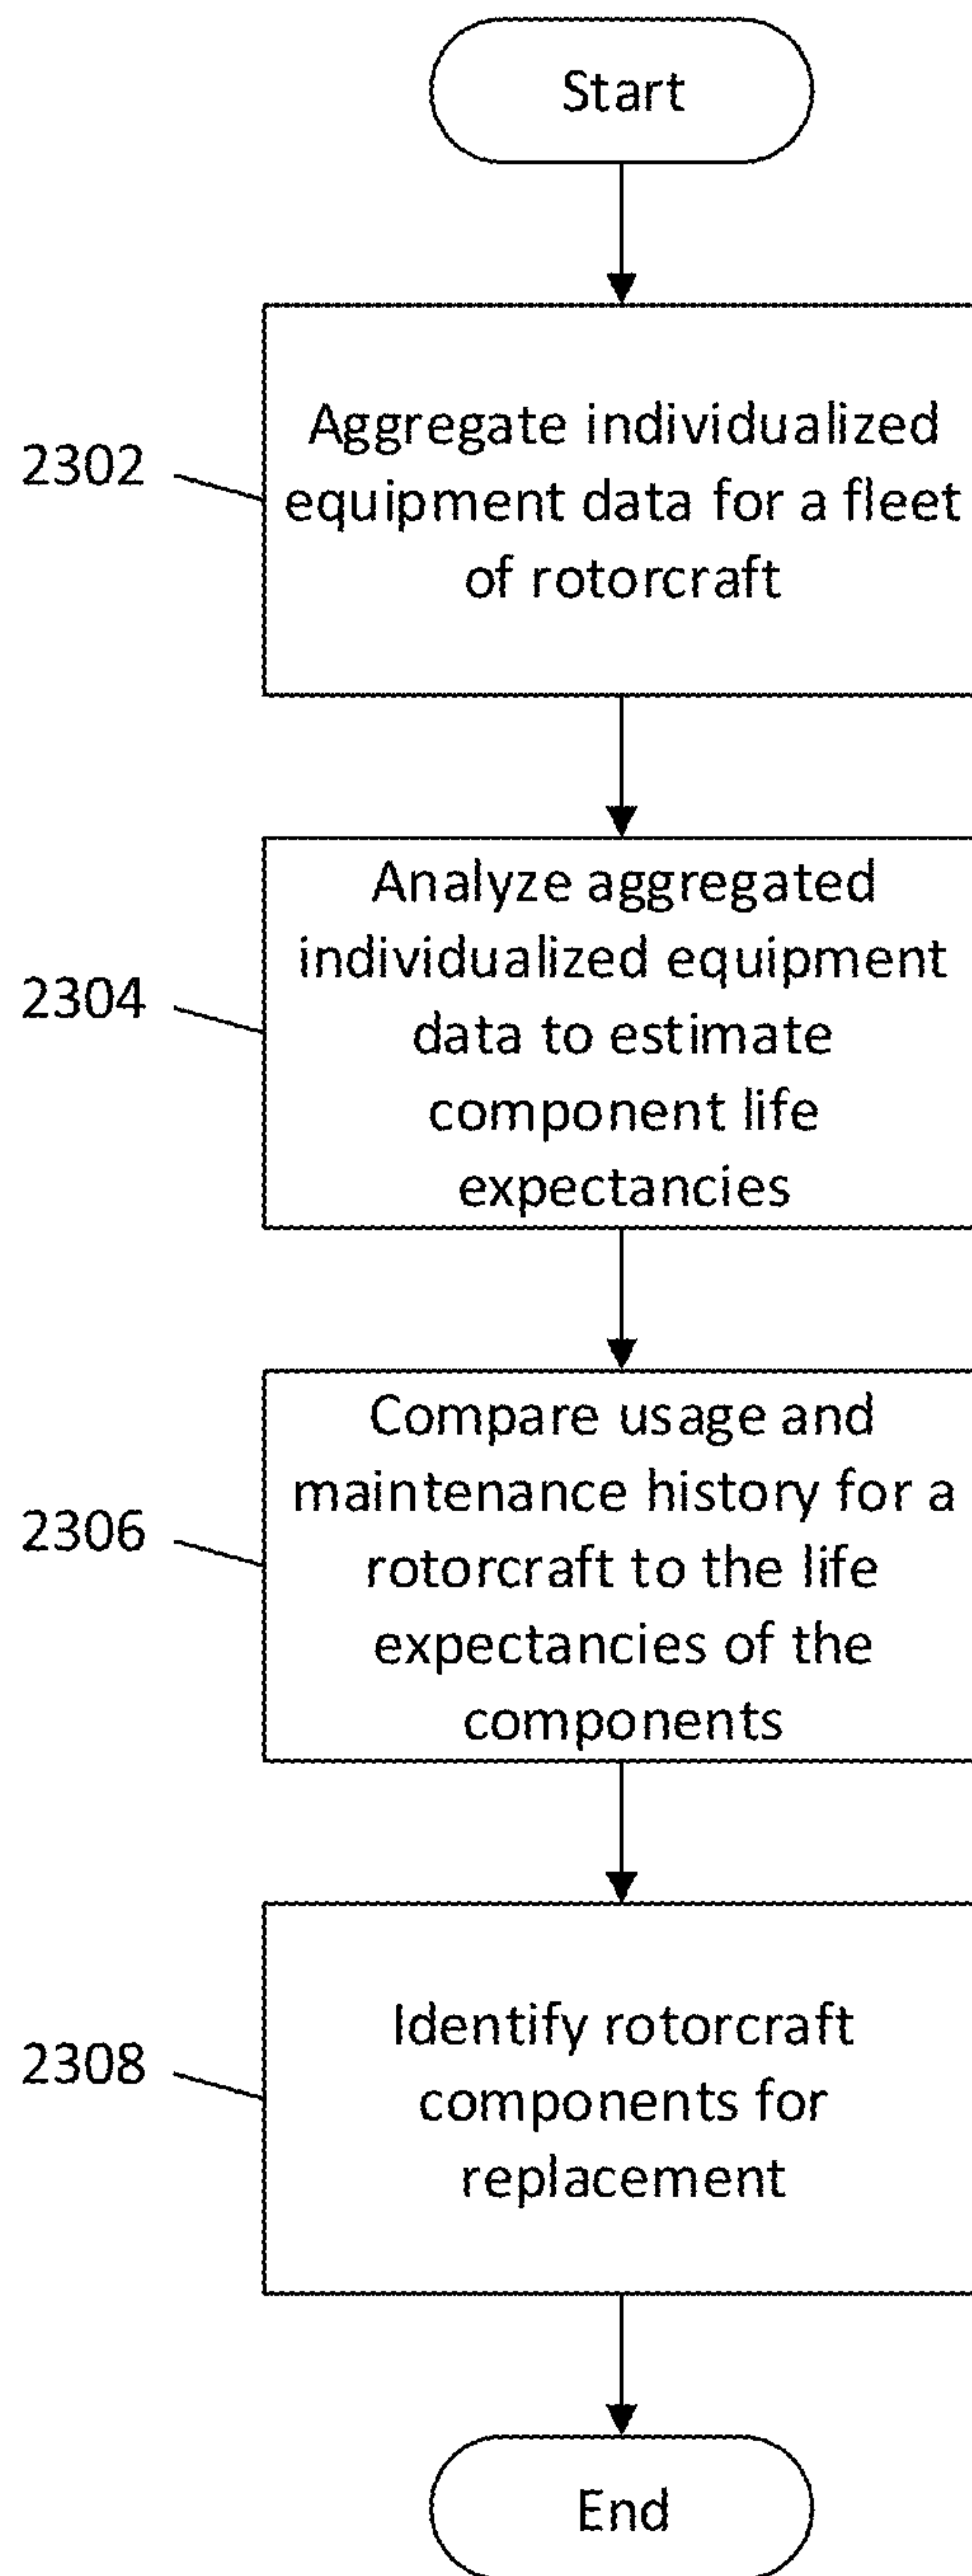 Start
2302
Aggregate individualized
equipment data for a fleet
of rotorcraft
2304
Analyze aggregated
individualized equipment
data to estimate
component life
expectancies
2306
Compare usage and
maintenance history for a
rotorcraft to the life
expectancies of the
components
2308
Identify rotorcraft
components for
replacement
End